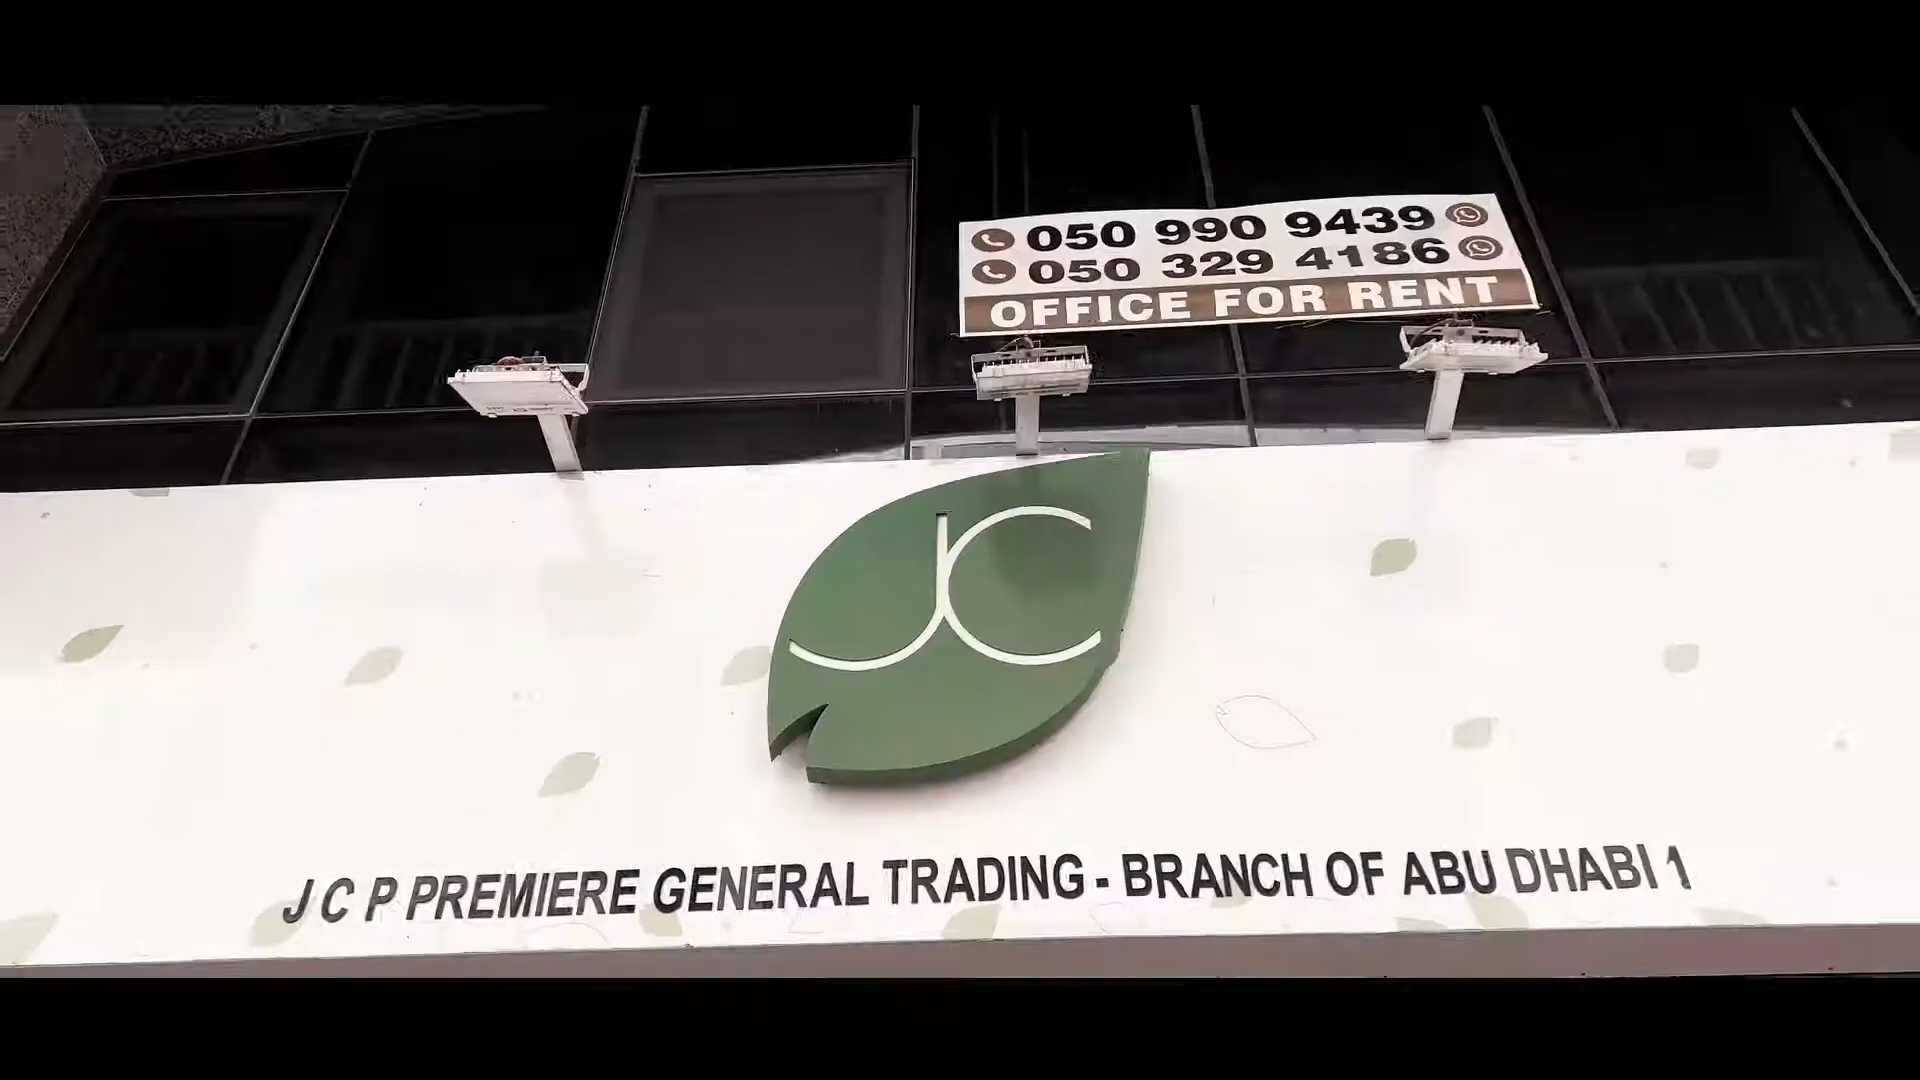 050 990 9439
050 329 4186
OFFICE FOR RENT
JC
J C P PREMIERE GENERAL TRADING - BRANCH OF ABU DHABI 1